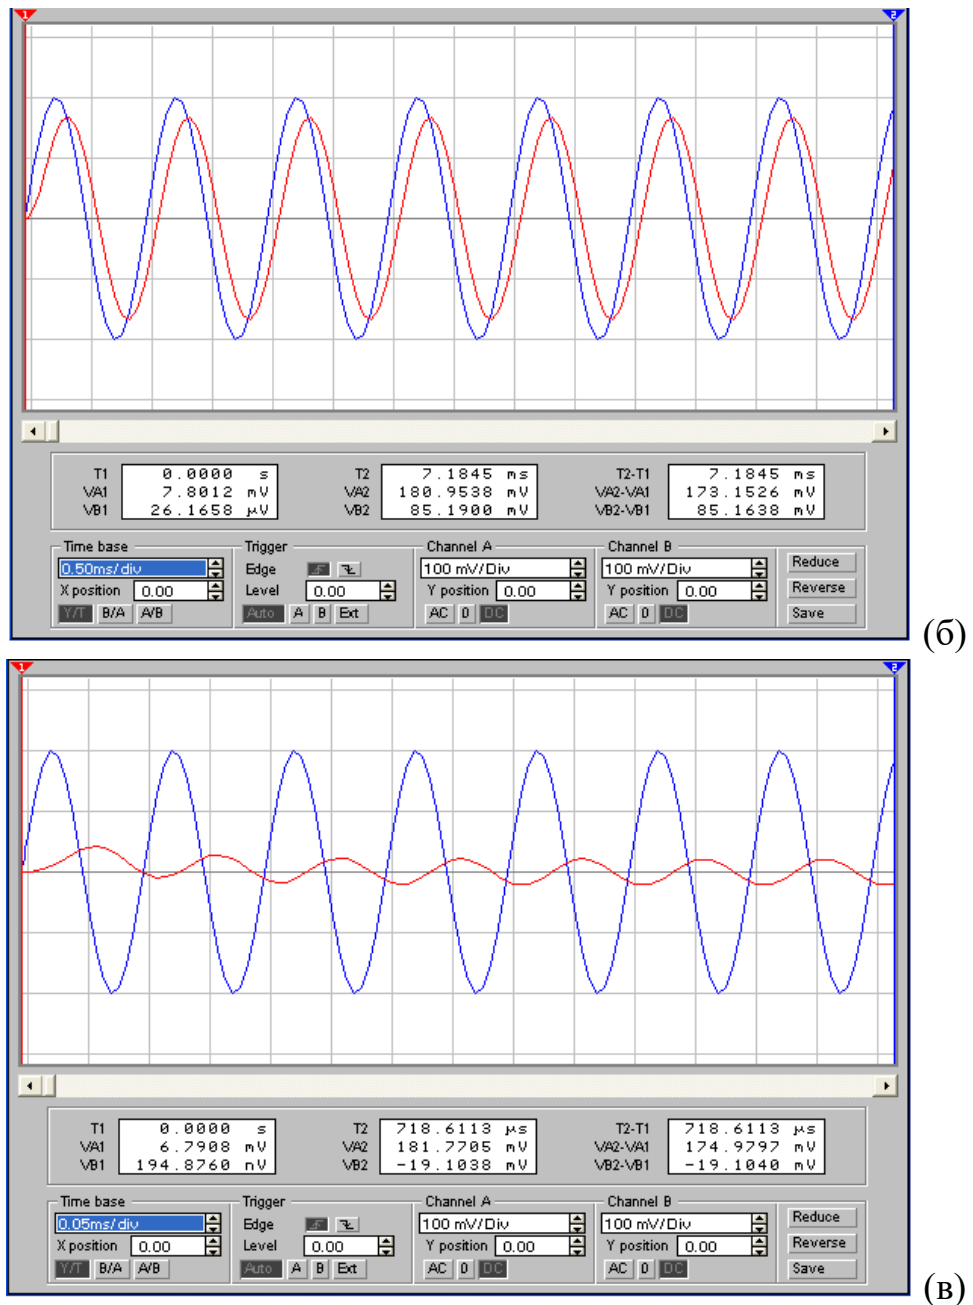 1 2
T1 0.0000 s T2 7.1845 ms T2-T1 7.1845 ms
VA1 7.8012 mV VA2 180.9538 mV VA2-VA1 173.1526 mV
VB1 26.1658 μV VB2 85.1900 mV VB2-VB1 85.1638 mV
Time base Trigger Channel A Channel B
0.50ms/div Edge 100 mV/Div 100 mV/Div Reduce
X position 0.00 Level 0.00 Y position 0.00 Y position 0.00 Reverse
Y/T B/A A/B Auto A B Ext AC 0 DC AC 0 DC Save
(б)
1 2
T1 0.0000 s T2 718.6113 μs T2-T1 718.6113 μs
VA1 6.7908 mV VA2 181.7705 mV VA2-VA1 174.9797 mV
VB1 194.8760 nV VB2 -19.1038 mV VB2-VB1 -19.1040 mV
Time base Trigger Channel A Channel B
0.05ms/div Edge 100 mV/Div 100 mV/Div Reduce
X position 0.00 Level 0.00 Y position 0.00 Y position 0.00 Reverse
Y/T B/A A/B Auto A B Ext AC 0 DC AC 0 DC Save
(в)